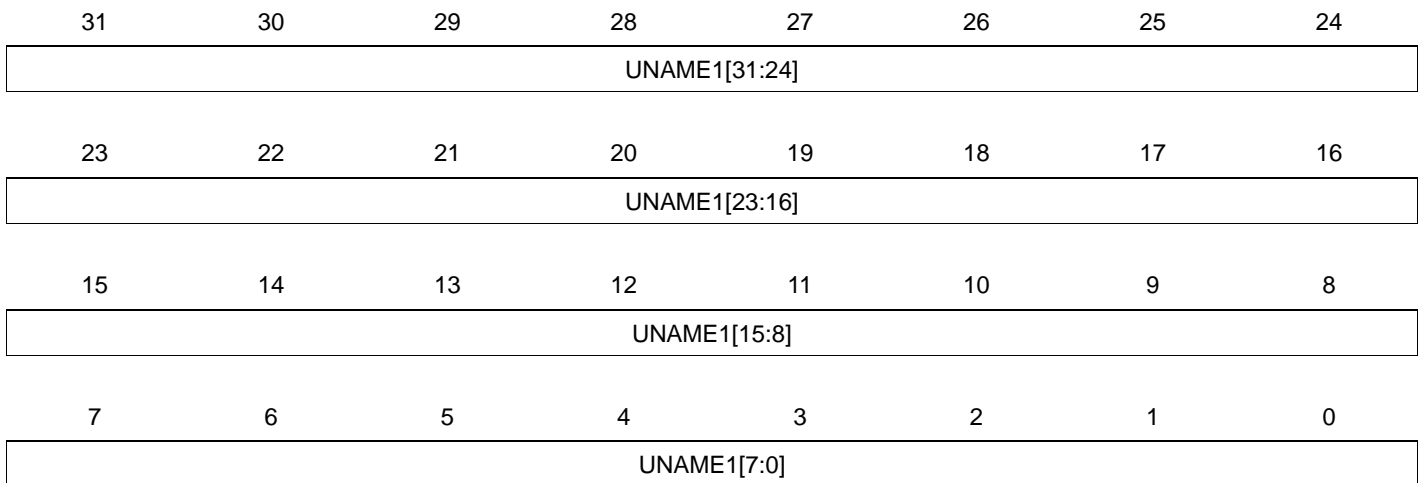 31 30 29 28 27 26 25 24
UNAME1[31:24]
23 22 21 20 19 18 17 16
UNAME1[23:16]
15 14 13 12 11 10 9 8
UNAME1[15:8]
7 6 5 4 3 2 1 0
UNAME1[7:0]